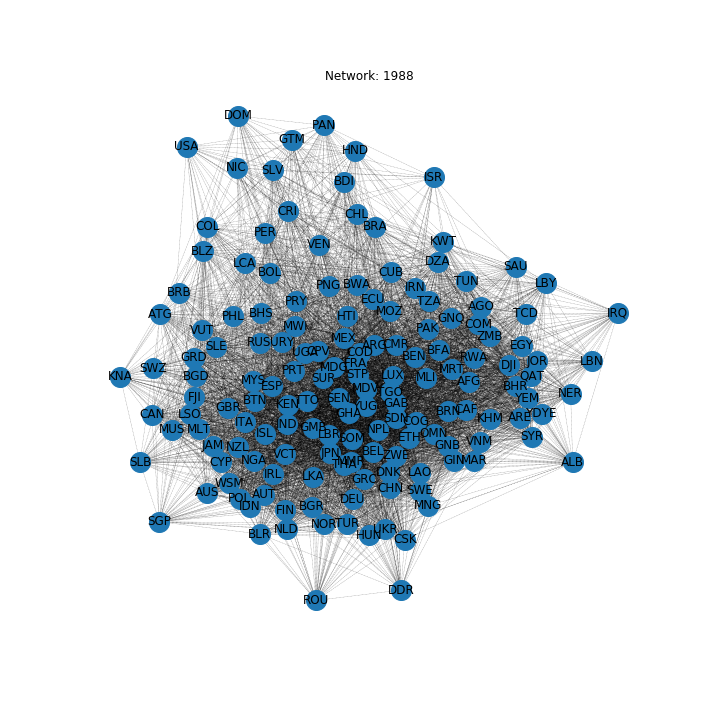 Network: 1988
DOM
PAN
GTM
USA
HND
NIC
SLV
ISR
BDI
CRI
CHL
COL
BRA
PER
KWT
VEN
BLZ
DZA
LCA
SAU
BOL
CUB
TUN
LBY
PNG
BWA
IRN
BRB
ECU
PRY
TZA
AGO
MOZ
IRQ
ATG
BHS
TCD
PHL
HTI
GNQ
COM
MWI
PAK
VUT
ZMB
MEX
RUS
URY
ARG
CMR
EGY
SLE
UGA
CPV
COD
BFA
BEN
GRD
RWA
JOR
LBN
FRA
DJI
MDG
SWZ
PRT
MRT
KNA
BGD
LUX
QAT
MLI
SUR
MYS
AFG
ESP
BHR
MDV
NER
FJI
SEN
YEM
BTN
TTO
KEN
GAB
GBR
LSO
CAN
GHA
BRN
CAF
YDYE
KHM
ARE
SDN
ITA
COG
IND
MUS
MLT
GMB
NPL
ISL
LBR
OMN
ETH
SYR
SOM
VNM
JAM
GNB
NZL
BEL
JPN
VCT
ZWE
SLB
CYP
NGA
THA
GIN
MAR
ALB
IRL
DNK
LAO
LKA
GRC
WSM
CHN
SWE
AUS
AUT
POL
DEU
IDN
BGR
MNG
FIN
SGP
NOR
TUR
NLD
UKR
BLR
HUN
CSK
DDR
ROU